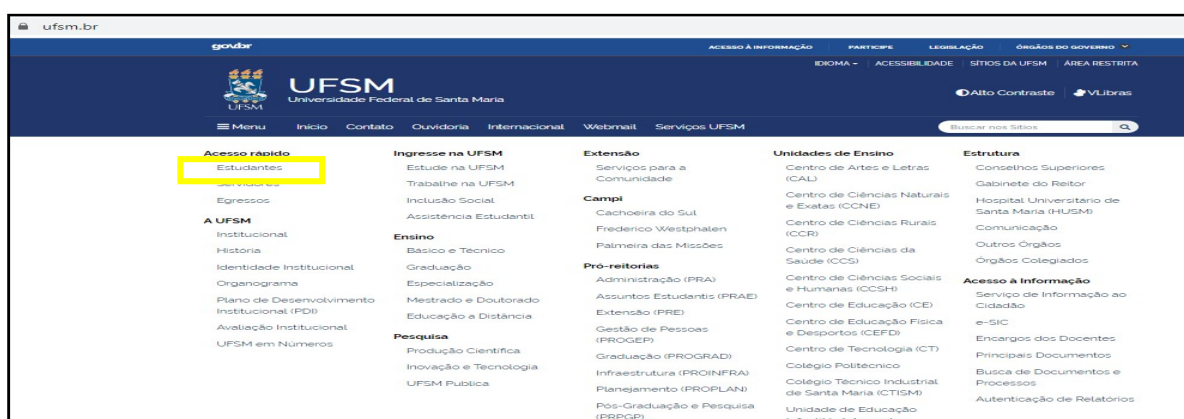 ufsm.br
govbr
ACESSO À INFORMAÇÃO PARTICIPE LEGISLAÇÃO ÓRGÃOS DO GOVERNO
IDIOMA ACESSIBILIDADE SÍTIOS DA UFSM ÁREA RESTRITA
UFSM
UFSM
Universidade Federal de Santa Maria
Alto Contraste VLibras
Menu Início Contato Ouvidoria Internacional Webmail Serviços UFSM
Buscar nos Sítios
Acesso rápido
Estudantes
Servidores
Egressos
A UFSM
Institucional
História
Identidade Institucional
Organograma
Plano de Desenvolvimento
Institucional (PDI)
Avaliação Institucional
UFSM em Números
Ingresse na UFSM
Estude na UFSM
Trabalhe na UFSM
Inclusão Social
Assistência Estudantil
Ensino
Básico e Técnico
Graduação
Especialização
Mestrado e Doutorado
Educação a Distância
Pesquisa
Produção Científica
Inovação e Tecnologia
UFSM Publica
Extensão
Serviços para a
Comunidade
Campi
Cachoeira do Sul
Frederico Westphalen
Palmeira das Missões
Pró-reitorias
Administração (PRA)
Assuntos Estudantis (PRAE)
Extensão (PRE)
Gestão de Pessoas
(PROGEP)
Graduação (PROGRAD)
Infraestrutura (PROINFRA)
Planejamento (PROPLAN)
Pós-Graduação e Pesquisa
(PRPGP)
Unidades de Ensino
Centro de Artes e Letras
(CAL)
Centro de Ciências Naturais
e Exatas (CCNE)
Centro de Ciências Rurais
(CCR)
Centro de Ciências da
Saúde (CCS)
Centro de Ciências Sociais
e Humanas (CCSH)
Centro de Educação (CE)
Centro de Educação Física
e Desportos (CEFD)
Centro de Tecnologia (CT)
Colégio Politécnico
Colégio Técnico Industrial
de Santa Maria (CTISM)
Unidade de Educação
Estrutura
Conselhos Superiores
Gabinete do Reitor
Hospital Universitário de
Santa Maria (HUSM)
Comunicação
Outros Órgãos
Órgãos Colegiados
Acesso à Informação
Serviço de Informação ao
Cidadão
e-SIC
Encargos dos Docentes
Principais Documentos
Busca de Documentos e
Processos
Autenticação de Relatórios